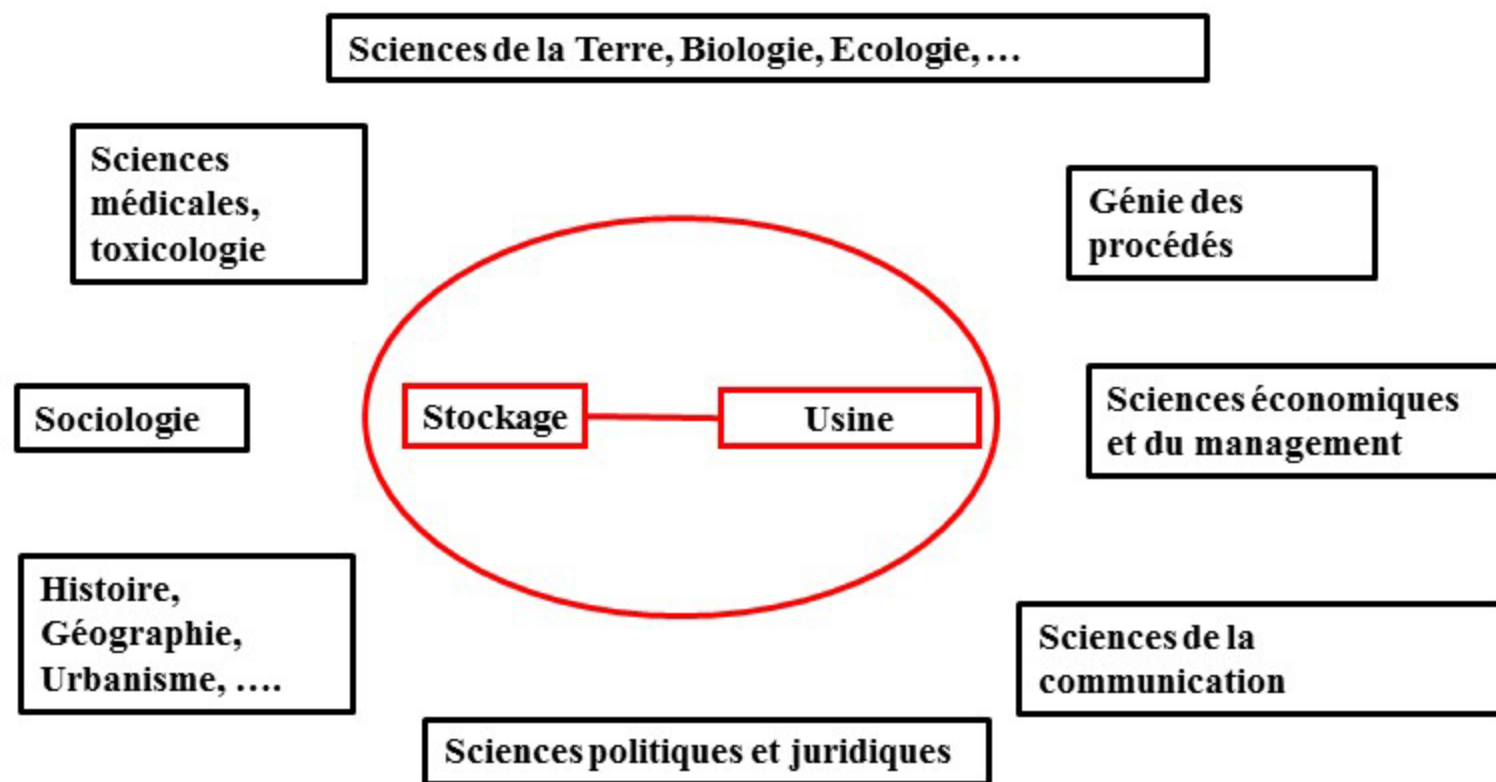 Sciences de la Terre, Biologie, Ecologie, …
Sciences
médicales,
toxicologie
Génie des
procédés
Sociologie
Stockage
Usine
Sciences économiques
et du management
Histoire,
Géographie,
Urbanisme, ….
Sciences de la
communication
Sciences politiques et juridiques